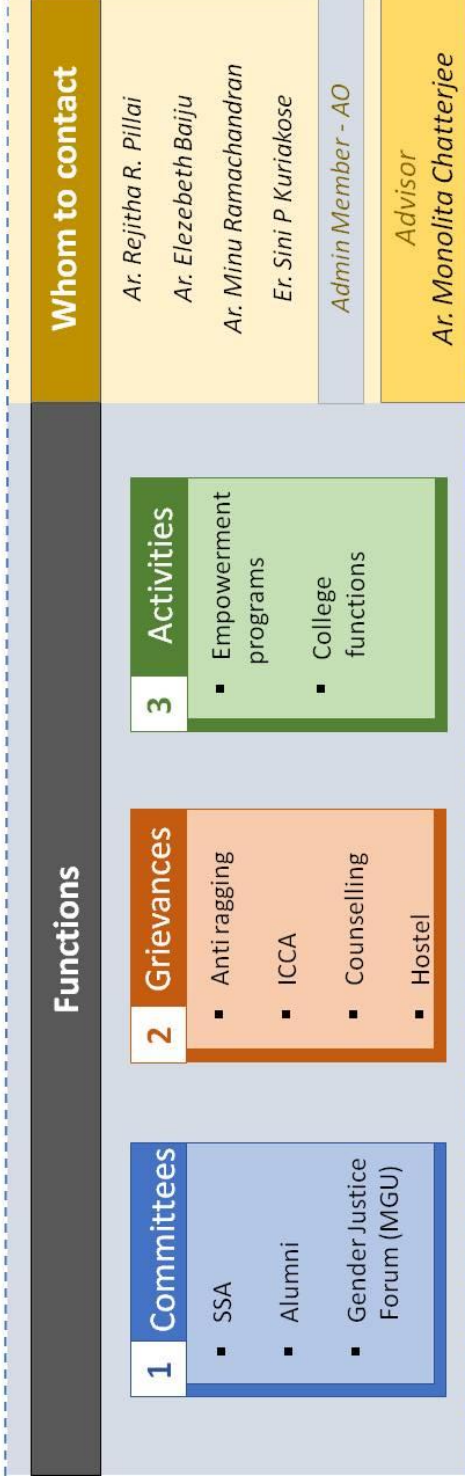 Functions
1 Committees
▪ SSA
▪ Alumni
▪ Gender Justice
Forum (MGU)
2 Grievances
▪ Anti ragging
▪ ICCA
▪ Counselling
▪ Hostel
3 Activities
▪ Empowerment
programs
▪ College
functions
Whom to contact
Ar. Rejitha R. Pillai
Ar. Elezebeth Baiju
Ar. Minu Ramachandran
Er. Sini P Kuriakose
Admin Member - AO
Advisor
Ar. Monolita Chatterjee